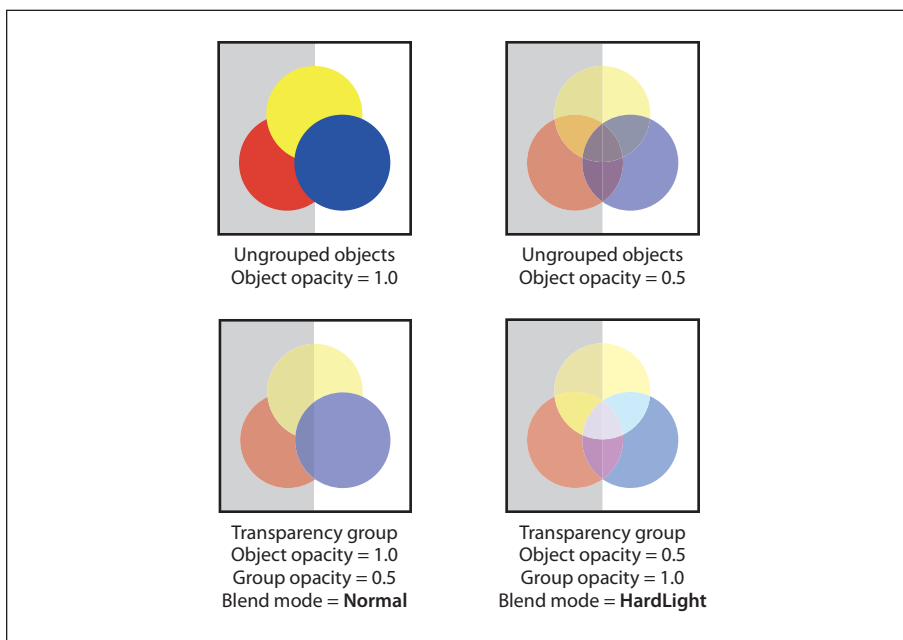 Ungrouped objects
Object opacity = 1.0
Ungrouped objects
Object opacity = 0.5
Transparency group
Object opacity = 1.0
Group opacity = 0.5
Blend mode = Normal
Transparency group
Object opacity = 0.5
Group opacity = 1.0
Blend mode = HardLight